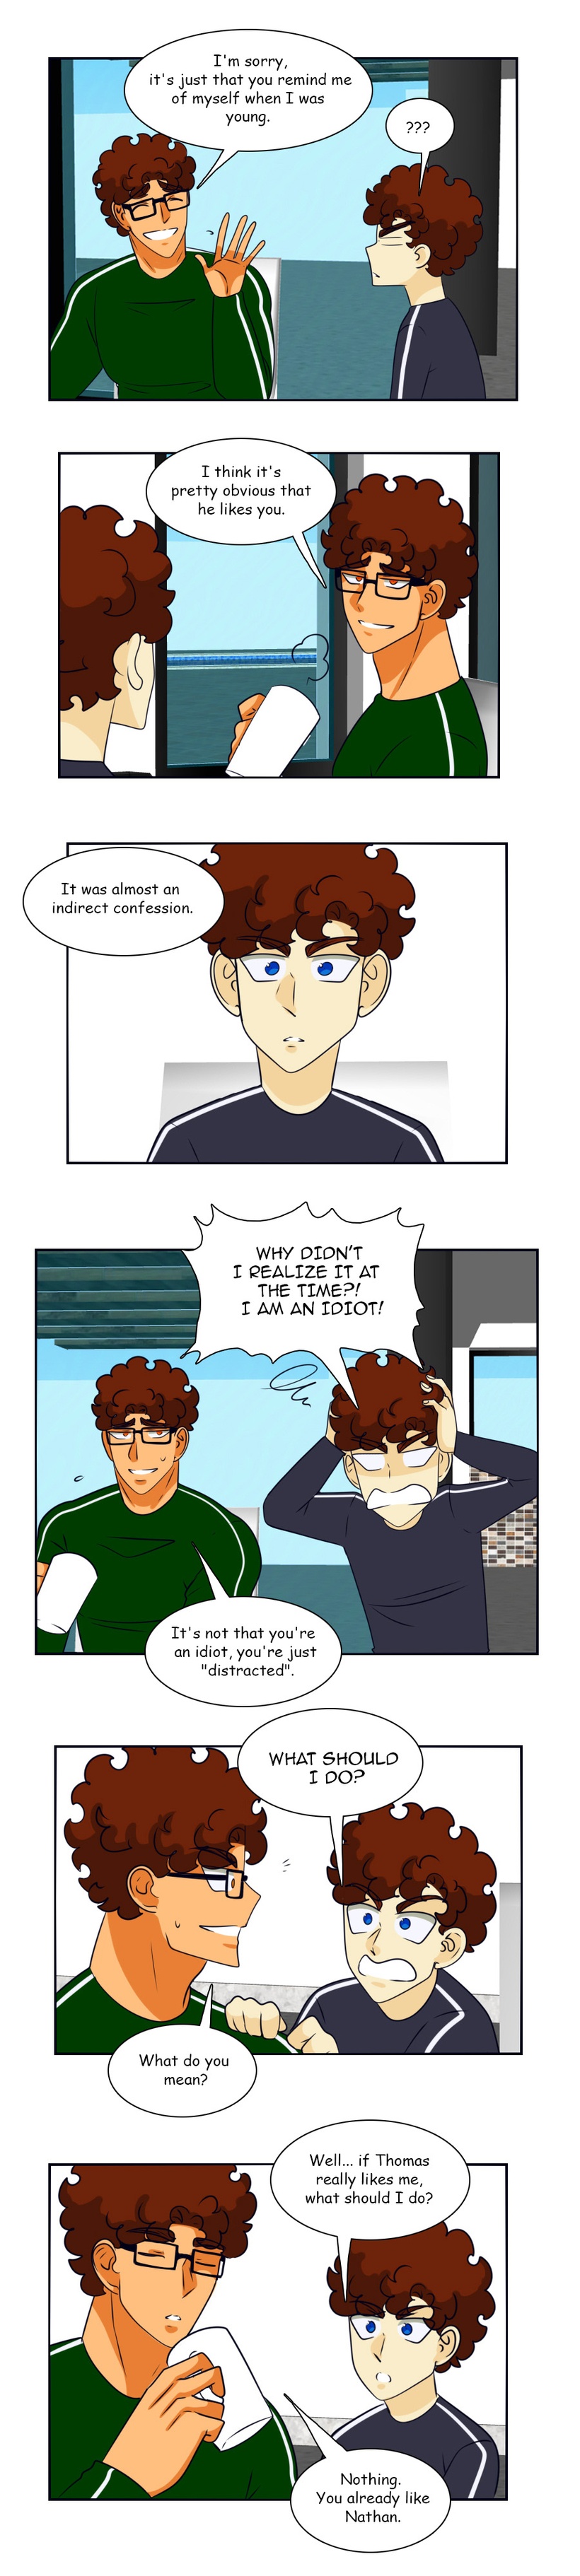 I'm sorry,
it's just that you remind me
of myself when I was
young.
???
I think it's
pretty obvious that
he likes you.
It was almost an
indirect confession.
WHY DIDN'T
I REALIZE IT AT
THE TIME?!
I AM AN IDIOT!
It's not that you're
an idiot, you're just
"distracted".
WHAT SHOULD
I DO?
What do you
mean?
Well... if Thomas
really likes me,
what should I do?
Nothing.
You already like
Nathan.